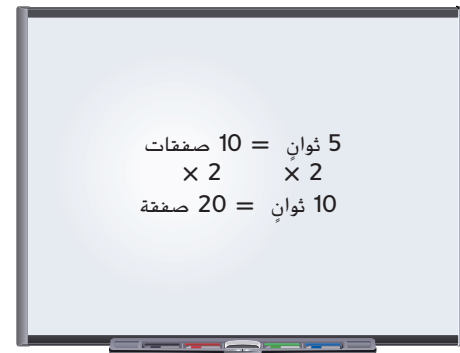 5 ثوانٍ = 10 صفقات
2 ×        2 ×
10 ثوانٍ = 20 صفقة